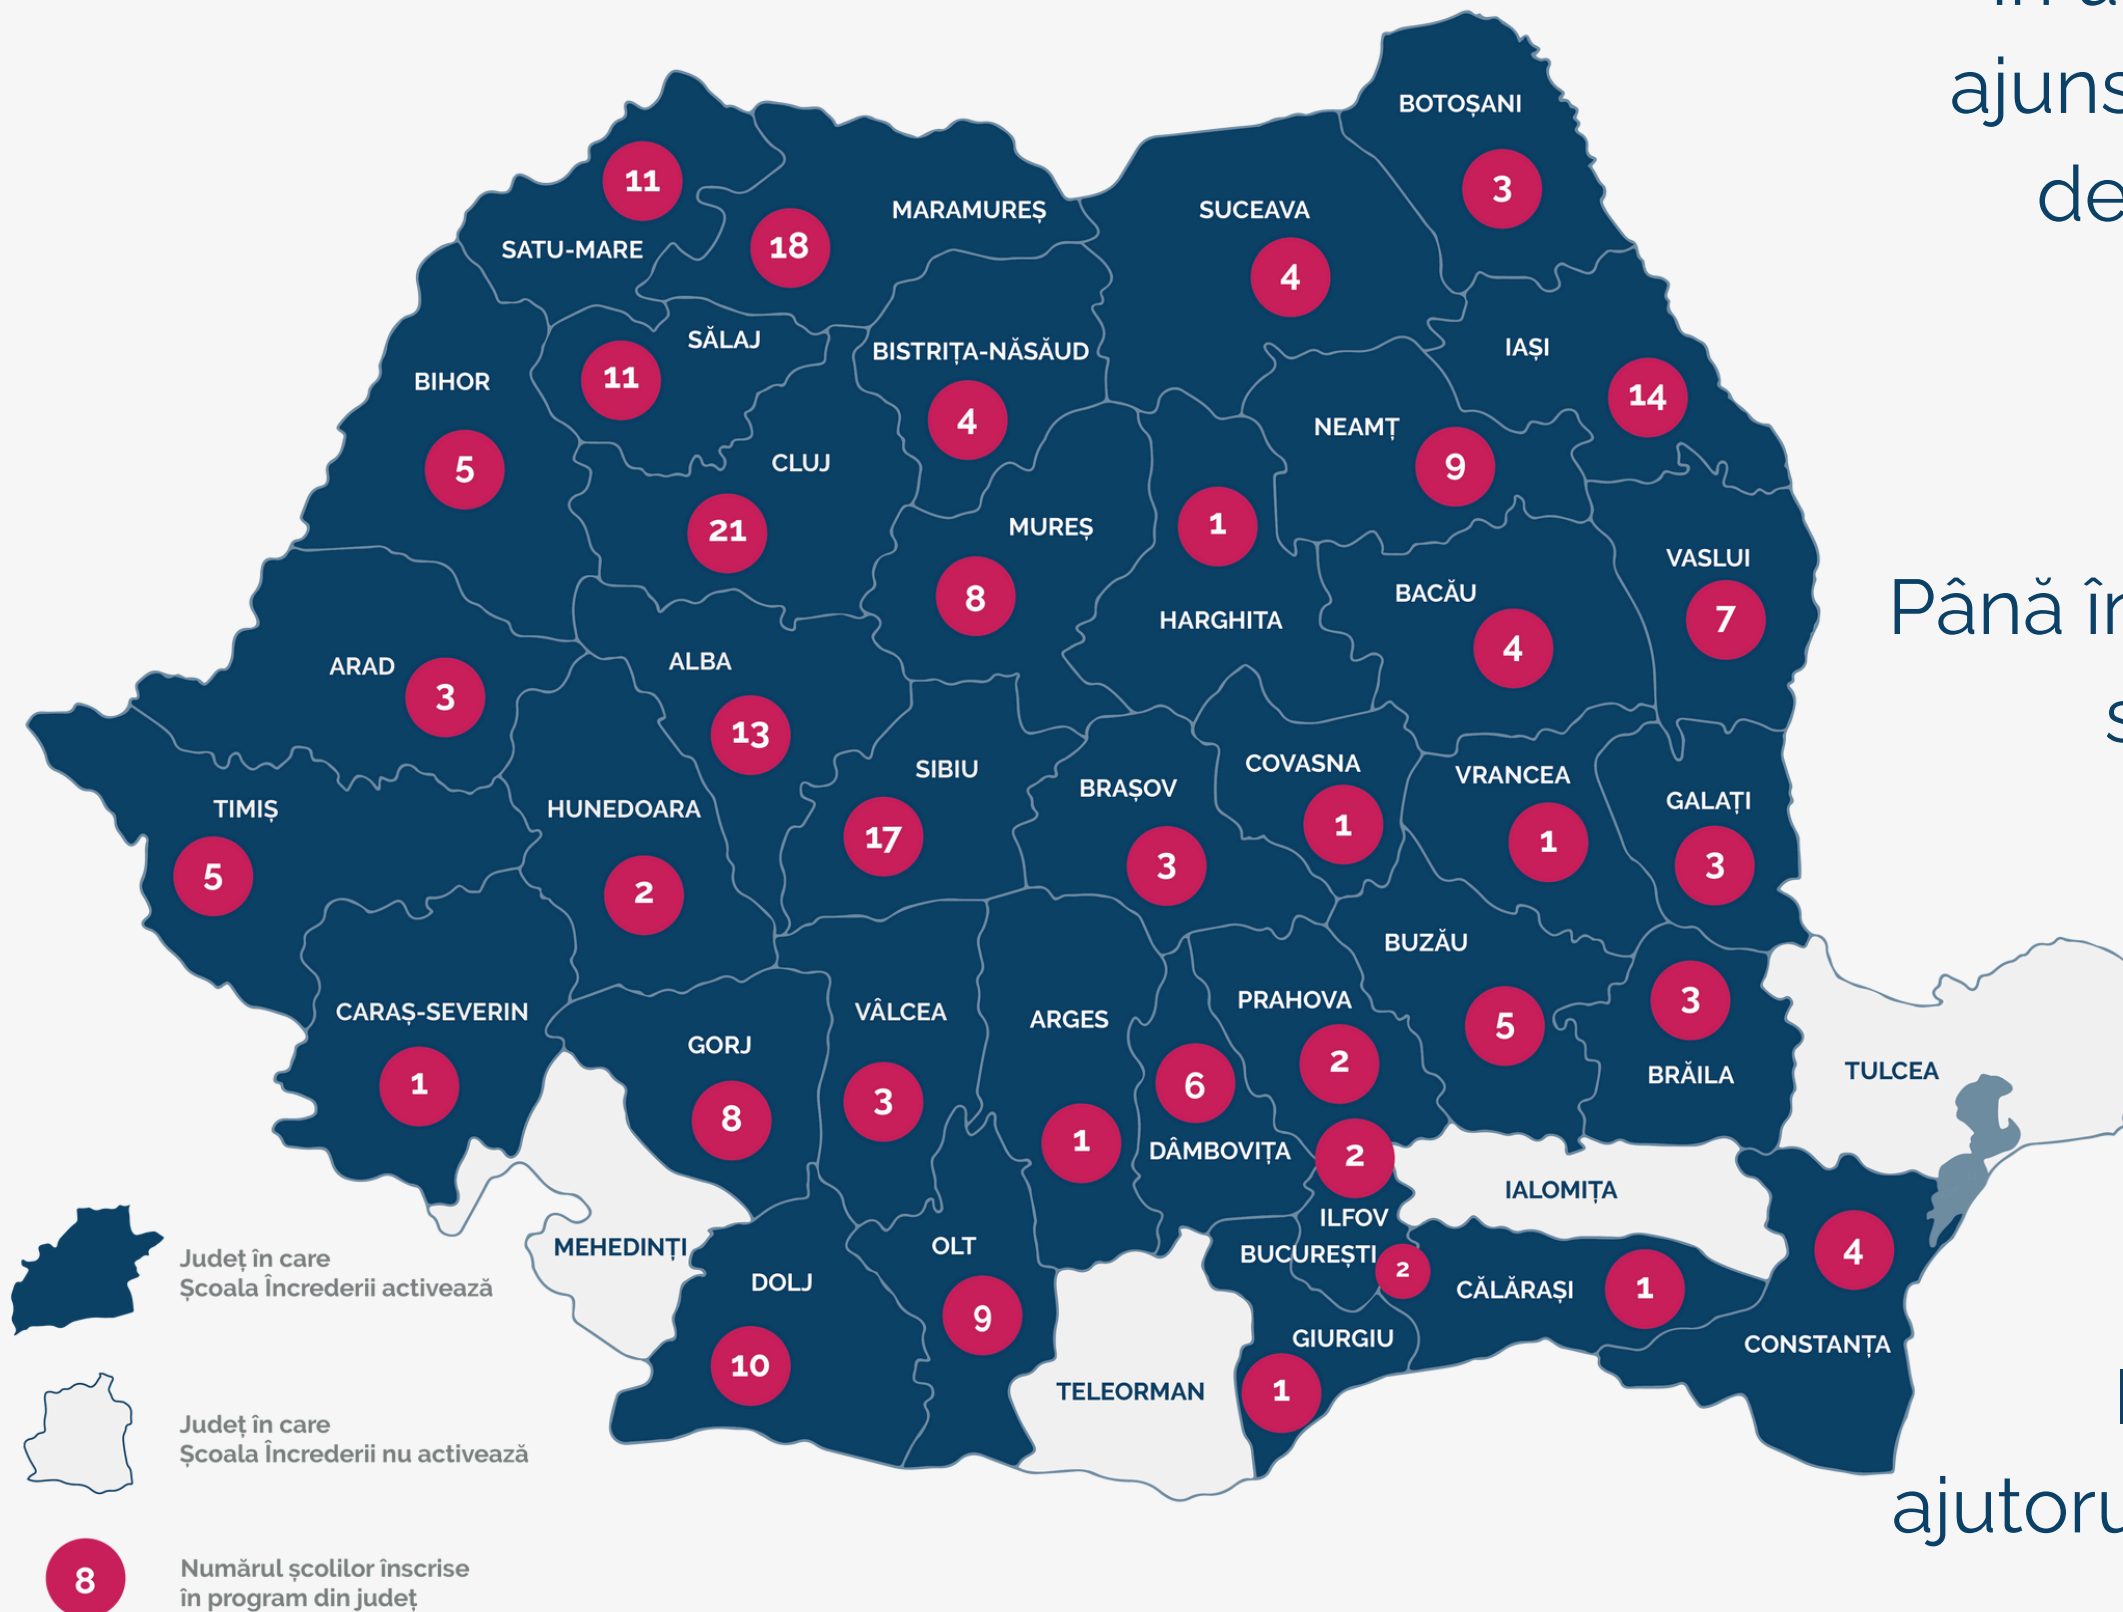 ajuns
de
BOTOȘANI
3
11
SATU-MARE
MARAMUREȘ
18
SUCEAVA
4
SĂLAJ
11
BISTRIȚA-NĂSĂUD
4
IAȘI
14
BIHOR
5
NEAMȚ
9
CLUJ
21
MUREȘ
8
1
HARGHITA
BACĂU
4
VASLUI
7
Până în
ARAD
3
ALBA
13
SIBIU
17
BRAȘOV
3
COVASNA
1
VRANCEA
1
GALAȚI
3
TIMIȘ
5
HUNEDOARA
2
BUZĂU
5
3
BRĂILA
CARAȘ-SEVERIN
1
GORJ
8
VÂLCEA
3
ARGES
1
PRAHOVA
2
6
DÂMBOVIȚA
TULCEA
2
ILFOV
IALOMIȚA
MEHEDINȚI
DOLJ
10
OLT
9
BUCUREȘTI
2
CĂLĂRAȘI
1
4
CONSTANȚA
GIURGIU
1
TELEORMAN
Județ în care
Școala Încrederii activează
Județ în care
Școala Încrederii nu activează
ajutoru
8
Numărul școlilor înscrise
în program din județ